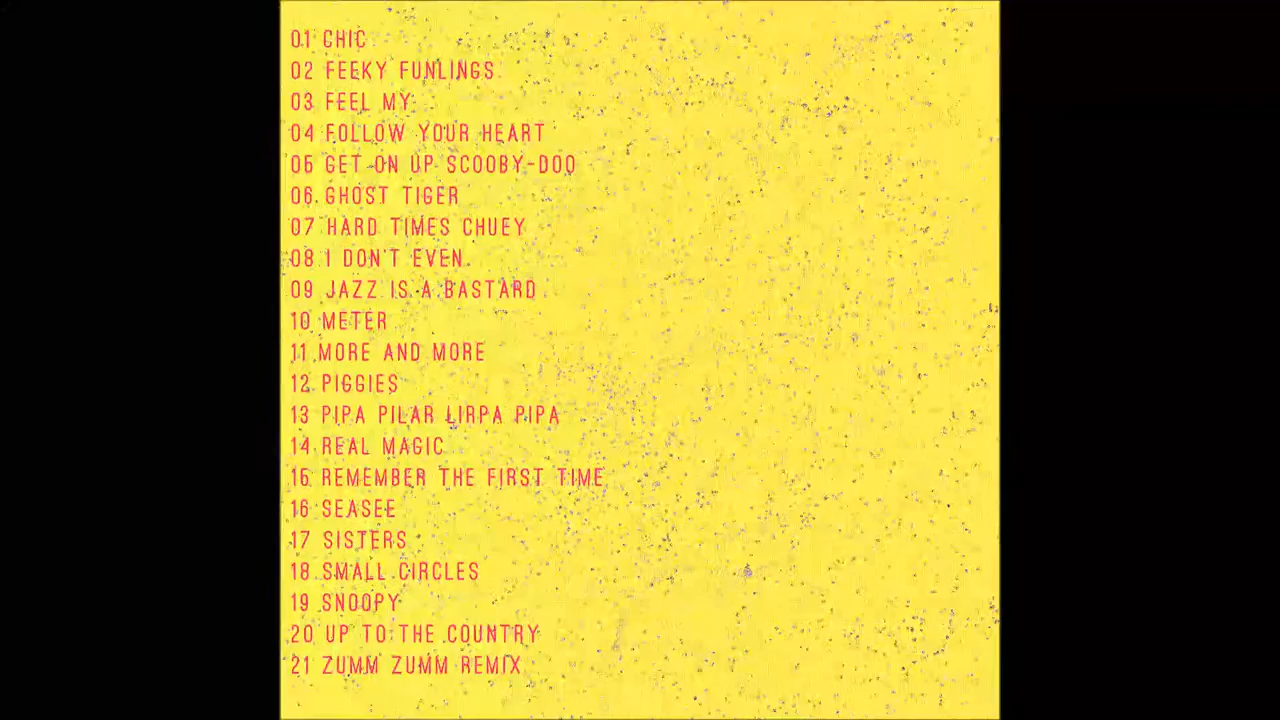 01 CHIC
02 FEEKY FUNLINGS
03 FEEL MY
04 FOLLOW YOUR HEART
05 GET ON UP SCOOBY-DOO
06 GHOST TIGER
07 HARD TIMES CHUEY
08 I DON'T EVEN
09 JAZZ IS A BASTARD
10 METER
11 MORE AND MORE
12 PIGGIES
13 PIPA PILAR LIRPA PIPA
14 REAL MAGIC
15 REMEMBER THE FIRST TIME
16 SEASEE
17 SISTERS
18 SMALL CIRCLES
19 SNOOPY
20 UP TO THE COUNTRY
21 ZUMM ZUMM REMIX